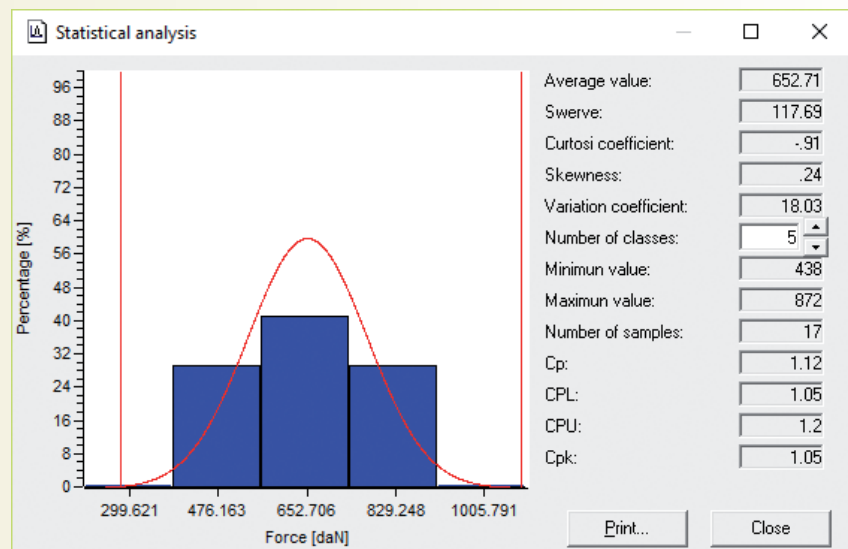 Statistical analysis
Percentage [%]
96
88
80
72
64
56
48
40
32
24
16
8
0
299.621 476.163 652.706 829.248 1005.791
Force [daN]
Average value: 652.71
Swerve: 117.69
Curtosi coefficient: -.91
Skewness: .24
Variation coefficient: 18.03
Number of classes: 5
Minimun value: 438
Maximun value: 872
Number of samples: 17
Cp: 1.12
CPL: 1.05
CPU: 1.2
Cpk: 1.05
Print... Close